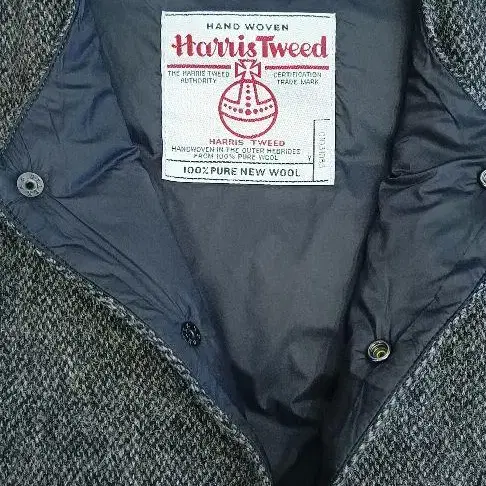 HAND WOVEN
Harris Tweed
THE HARRIS TWEED CERTIFICATION
AUTHORITY TRADE MARK
HARRIS TWEED
HANDWOVEN IN THE OUTER HEBRIDES
FROM 100% PURE WOOL
100% PURE NEW WOOL